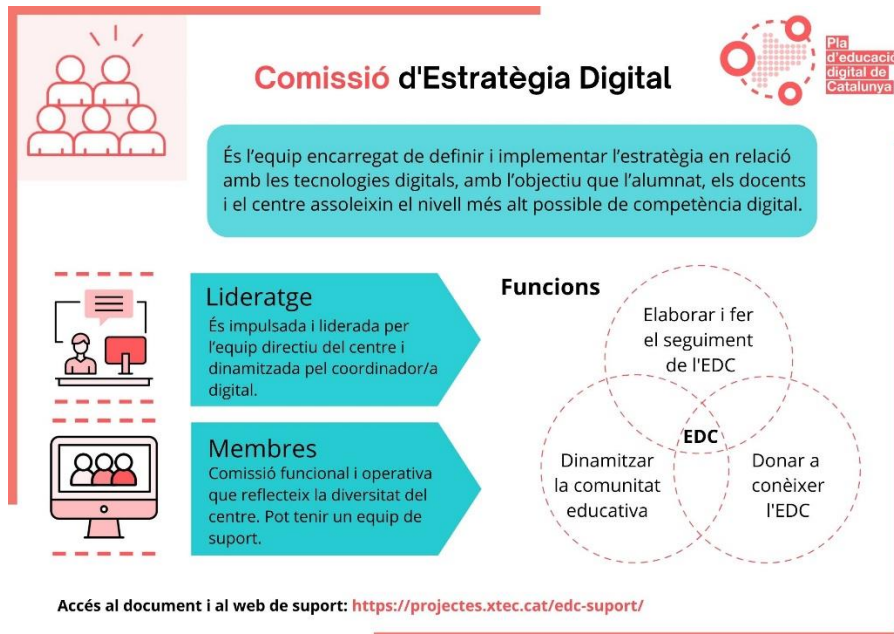 Comissió d'Estratègia Digital
Pla
d'educació
digital de
Catalunya
És l'equip encarregat de definir i implementar l'estratègia en relació
amb les tecnologies digitals, amb l'objectiu que l'alumnat, els docents
i el centre assoleixin el nivell més alt possible de competència digital.
Lideratge
És impulsada i liderada per
l'equip directiu del centre i
dinamitzada pel coordinador/a
digital.
Membres
Comissió funcional i operativa
que reflecteix la diversitat del
centre. Pot tenir un equip de
suport.
Funcions
Elaborar i fer
el seguiment
de l'EDC
EDC
Dinamitzar
la comunitat
educativa
Donar a
conèixer
l'EDC
Accés al document i al web de suport: https://projectes.xtec.cat/edc-suport/